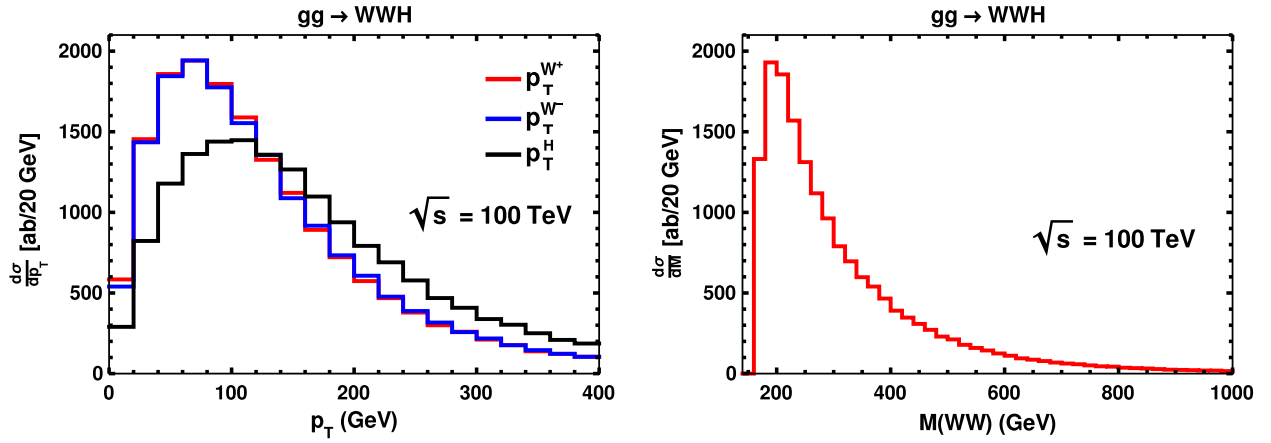 gg → WWH
dσ/dp_T [ab/20 GeV]
2000
1500
1000
500
0
p_T^{W^+}
p_T^{W^-}
p_T^H
√s = 100 TeV
0 100 200 300 400
p_T (GeV)
gg → WWH
dσ/dM [ab/20 GeV]
2000
1500
1000
500
0
√s = 100 TeV
200 400 600 800 1000
M(WW) (GeV)